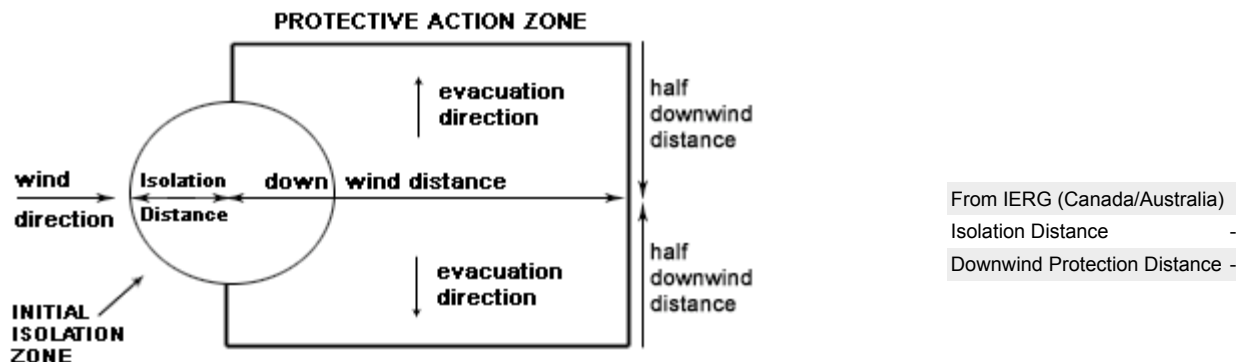 PROTECTIVE ACTION ZONE
evacuation
direction
half
downwind
distance
wind
direction
Isolation
Distance
down wind distance
half
downwind
distance
evacuation
direction
INITIAL
ISOLATION
ZONE
From IERG (Canada/Australia)
Isolation Distance -
Downwind Protection Distance -